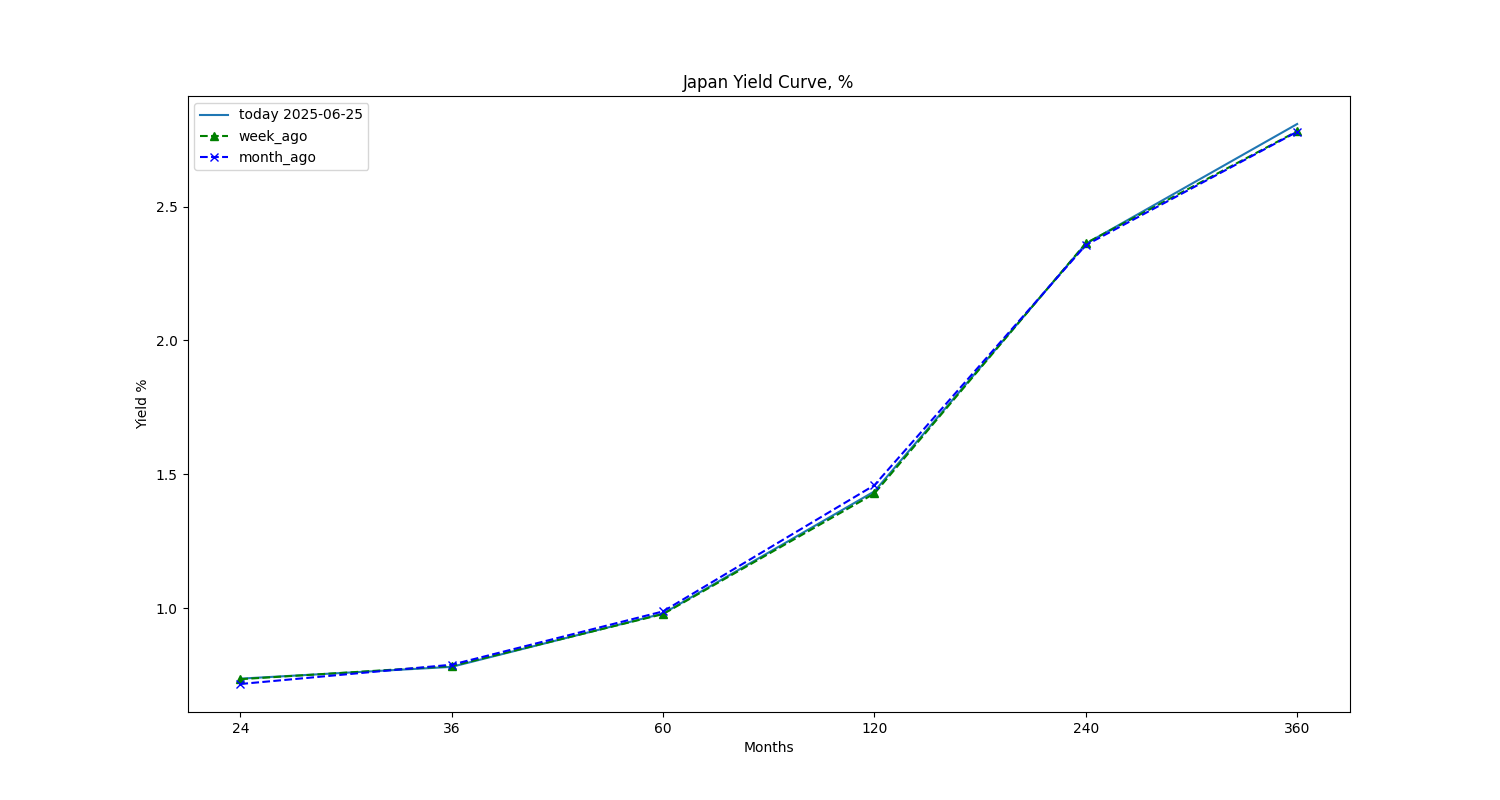 Japan Yield Curve, %
today 2025-06-25
week_ago
month_ago
2.5
2.0
1.5
1.0
Yield %
24 36 60 120 240 360
Months